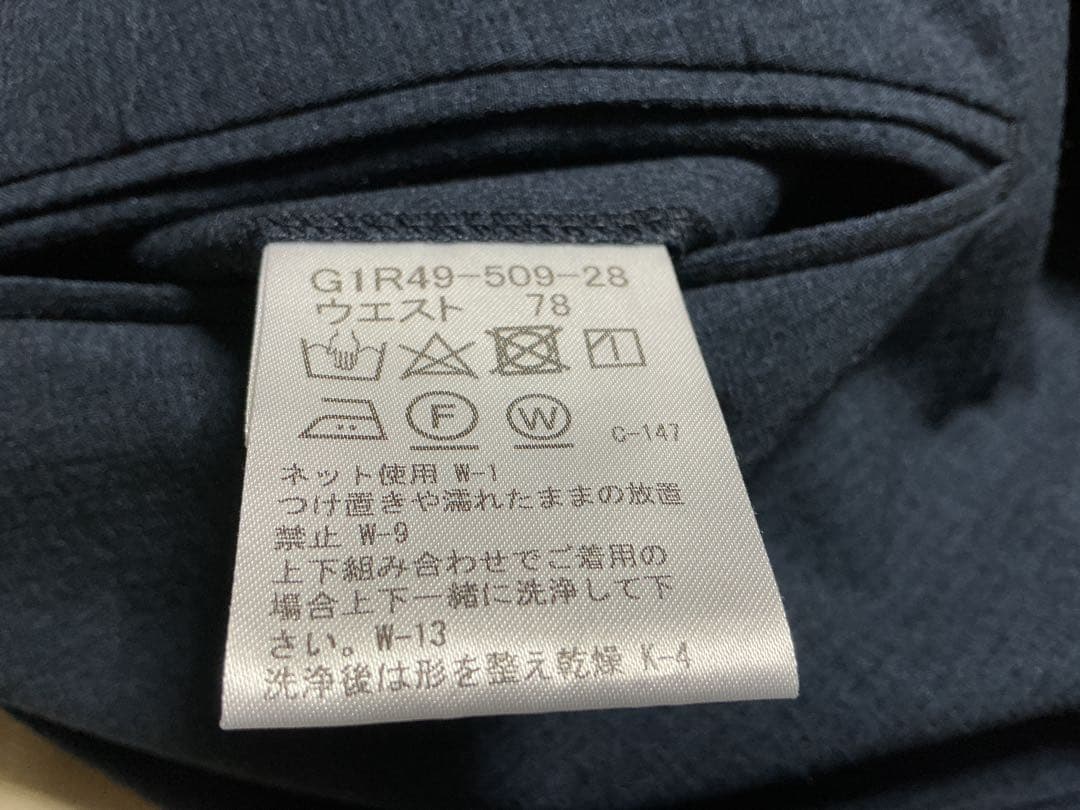 G1R49-509-28
ウエスト 78
F W C-147
ネット使用 W-1
つけ置きや濡れたままの放置
禁止 W-9
上下組み合わせでご着用の
場合上下一緒に洗浄して下
さい。W-13
洗浄後は形を整え乾燥 K-4